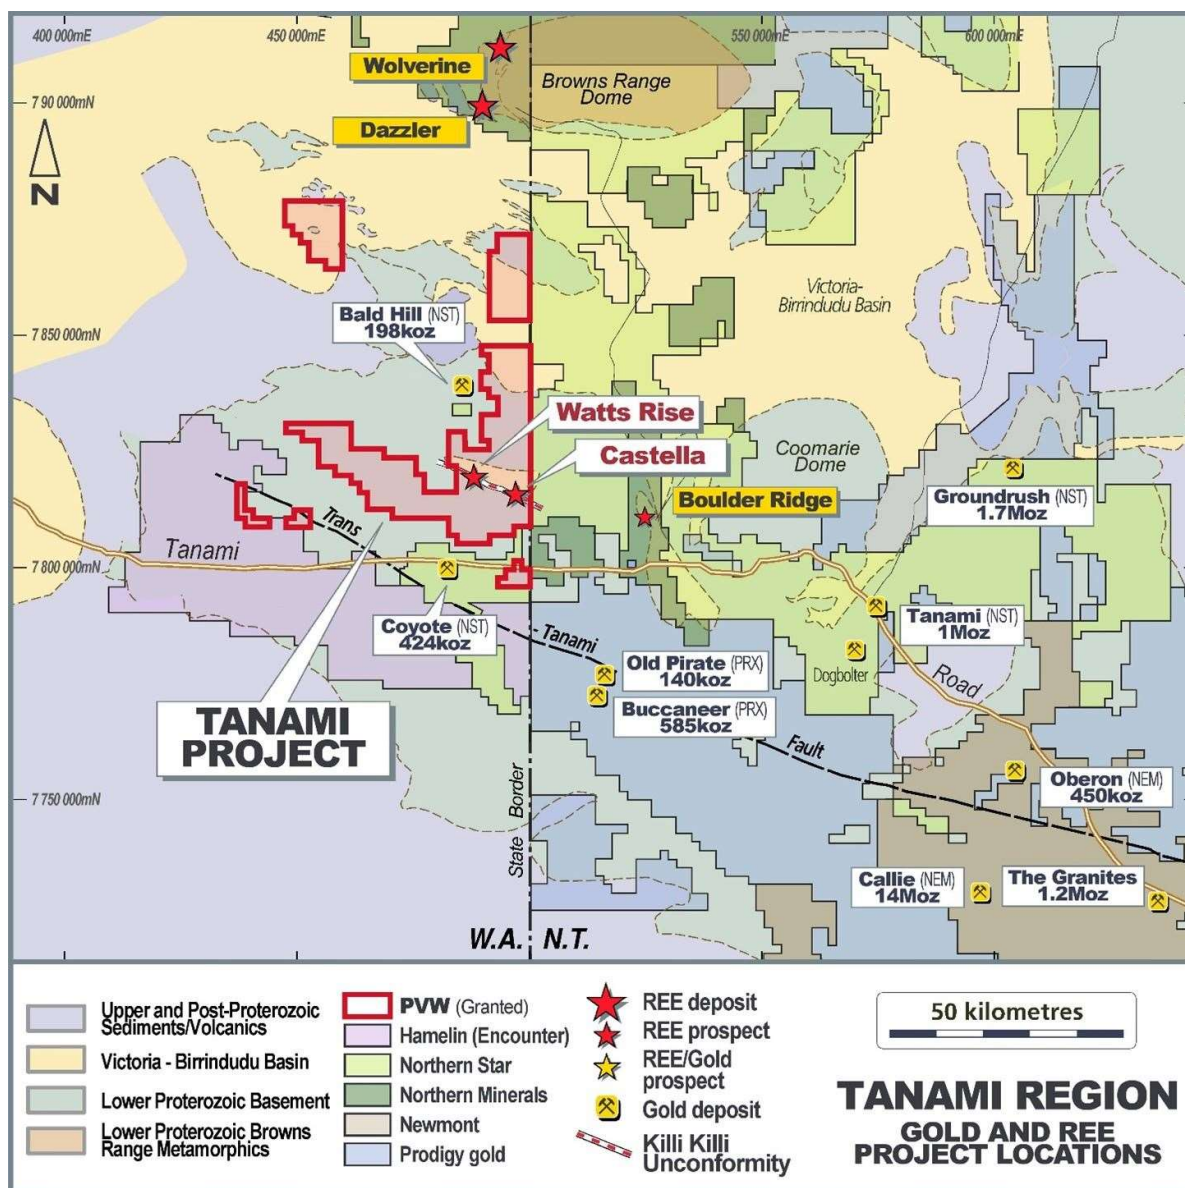 400 000mE
450 000mE
550 000mE
600 000mE
Wolverine
Browns Range
Dome
7 90 000mN
Dazzler
N
Victoria-
Birrindudu Basin
Bald Hill (NST)
198koz
7 850 000mN
Watts Rise
Castella
Coomarie
Dome
Boulder Ridge
Groundrush (NST)
1.7Moz
Trans
Tanami
7 800 000mN
Coyote (NST)
424koz
Tanami
Tanami (NST)
1Moz
Old Pirate (PRX)
140koz
Dogbolter
Road
Buccaneer (PRX)
585koz
TANAMI
PROJECT
Fault
State Border
Oberon (NEM)
450koz
7 750 000mN
Callie (NEM)
14Moz
The Granites
1.2Moz
W.A. N.T.
Upper and Post-Proterozoic
Sediments/Volcanics
Victoria - Birrindudu Basin
Lower Proterozoic Basement
Lower Proterozoic Browns
Range Metamorphics
PVW (Granted)
Hamelin (Encounter)
Northern Star
Northern Minerals
Newmont
Prodigy gold
REE deposit
REE prospect
REE/Gold
prospect
Gold deposit
Killi Killi
Unconformity
50 kilometres
TANAMI REGION
GOLD AND REE
PROJECT LOCATIONS